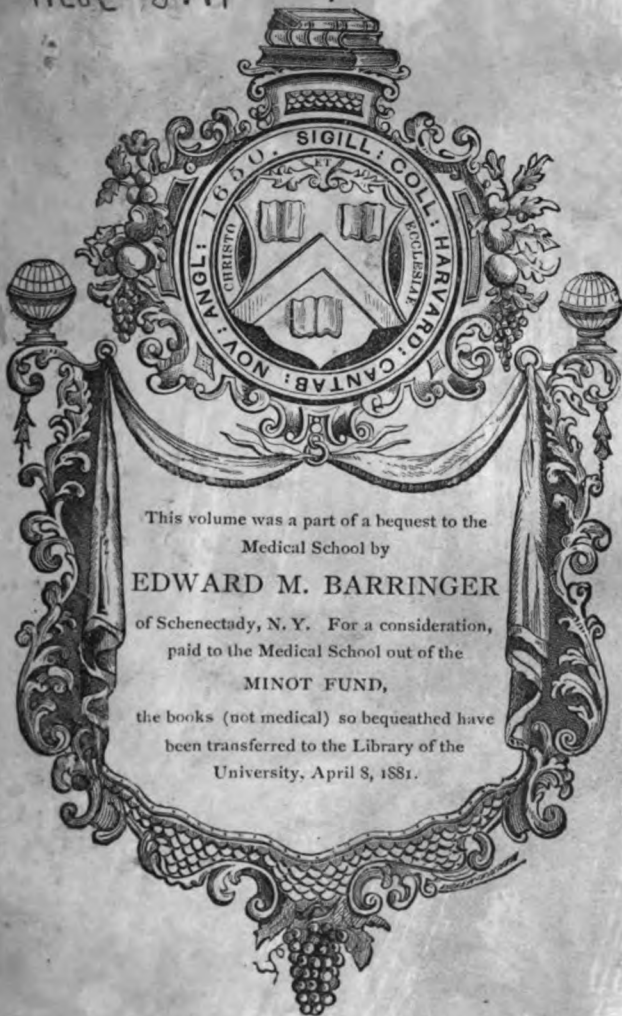 SIGILL: COLL: HARVARD: CANTAB: NOV: ANGL: 1650.
ET
CHRISTO
ECCLESIAE
This volume was a part of a bequest to the
Medical School by
EDWARD M. BARRINGER
of Schenectady, N. Y. For a consideration,
paid to the Medical School out of the
MINOT FUND,
the books (not medical) so bequeathed have
been transferred to the Library of the
University, April 8, 1881.